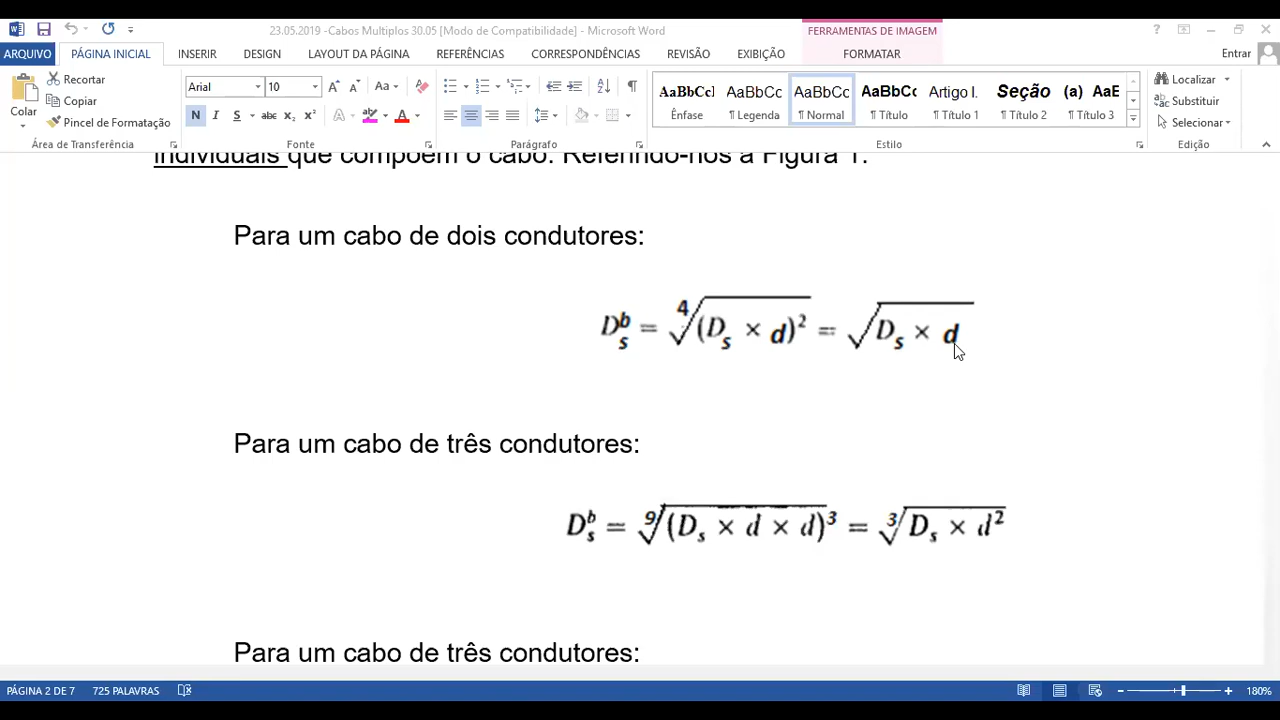 23.05.2019 -Cabos Multiplos 30.05 [Modo de Compatibilidade] - Microsoft Word
FERRAMENTAS DE IMAGEM
ARQUIVO PÁGINA INICIAL INSERIR DESIGN LAYOUT DA PÁGINA REFERÊNCIAS CORRESPONDÊNCIAS REVISÃO EXIBIÇÃO FORMATAR Entrar
Colar
Recortar
Copiar
Pincel de Formatação
Área de Transferência
Arial 10
N I S abc x₂ x²
Fonte
Parágrafo
AaBbCcI AaBbCc AaBbCc AaBbCc Artigo I. Seção (a) AaE
Ênfase ¶ Legenda ¶ Normal ¶ Título ¶ Título 1 ¶ Título 2 ¶ Título 3
Estilo
Localizar
Substituir
Selecionar
Edição
individuais que compõem o cabo. Referindo-nos à Figura 1.
Para um cabo de dois condutores:
D_s^b = ⁴√(D_s × d)² = √D_s × d
Para um cabo de três condutores:
D_s^b = ⁹√(D_s × d × d)³ = ³√D_s × d²
Para um cabo de três condutores:
PÁGINA 2 DE 7 725 PALAVRAS 180%